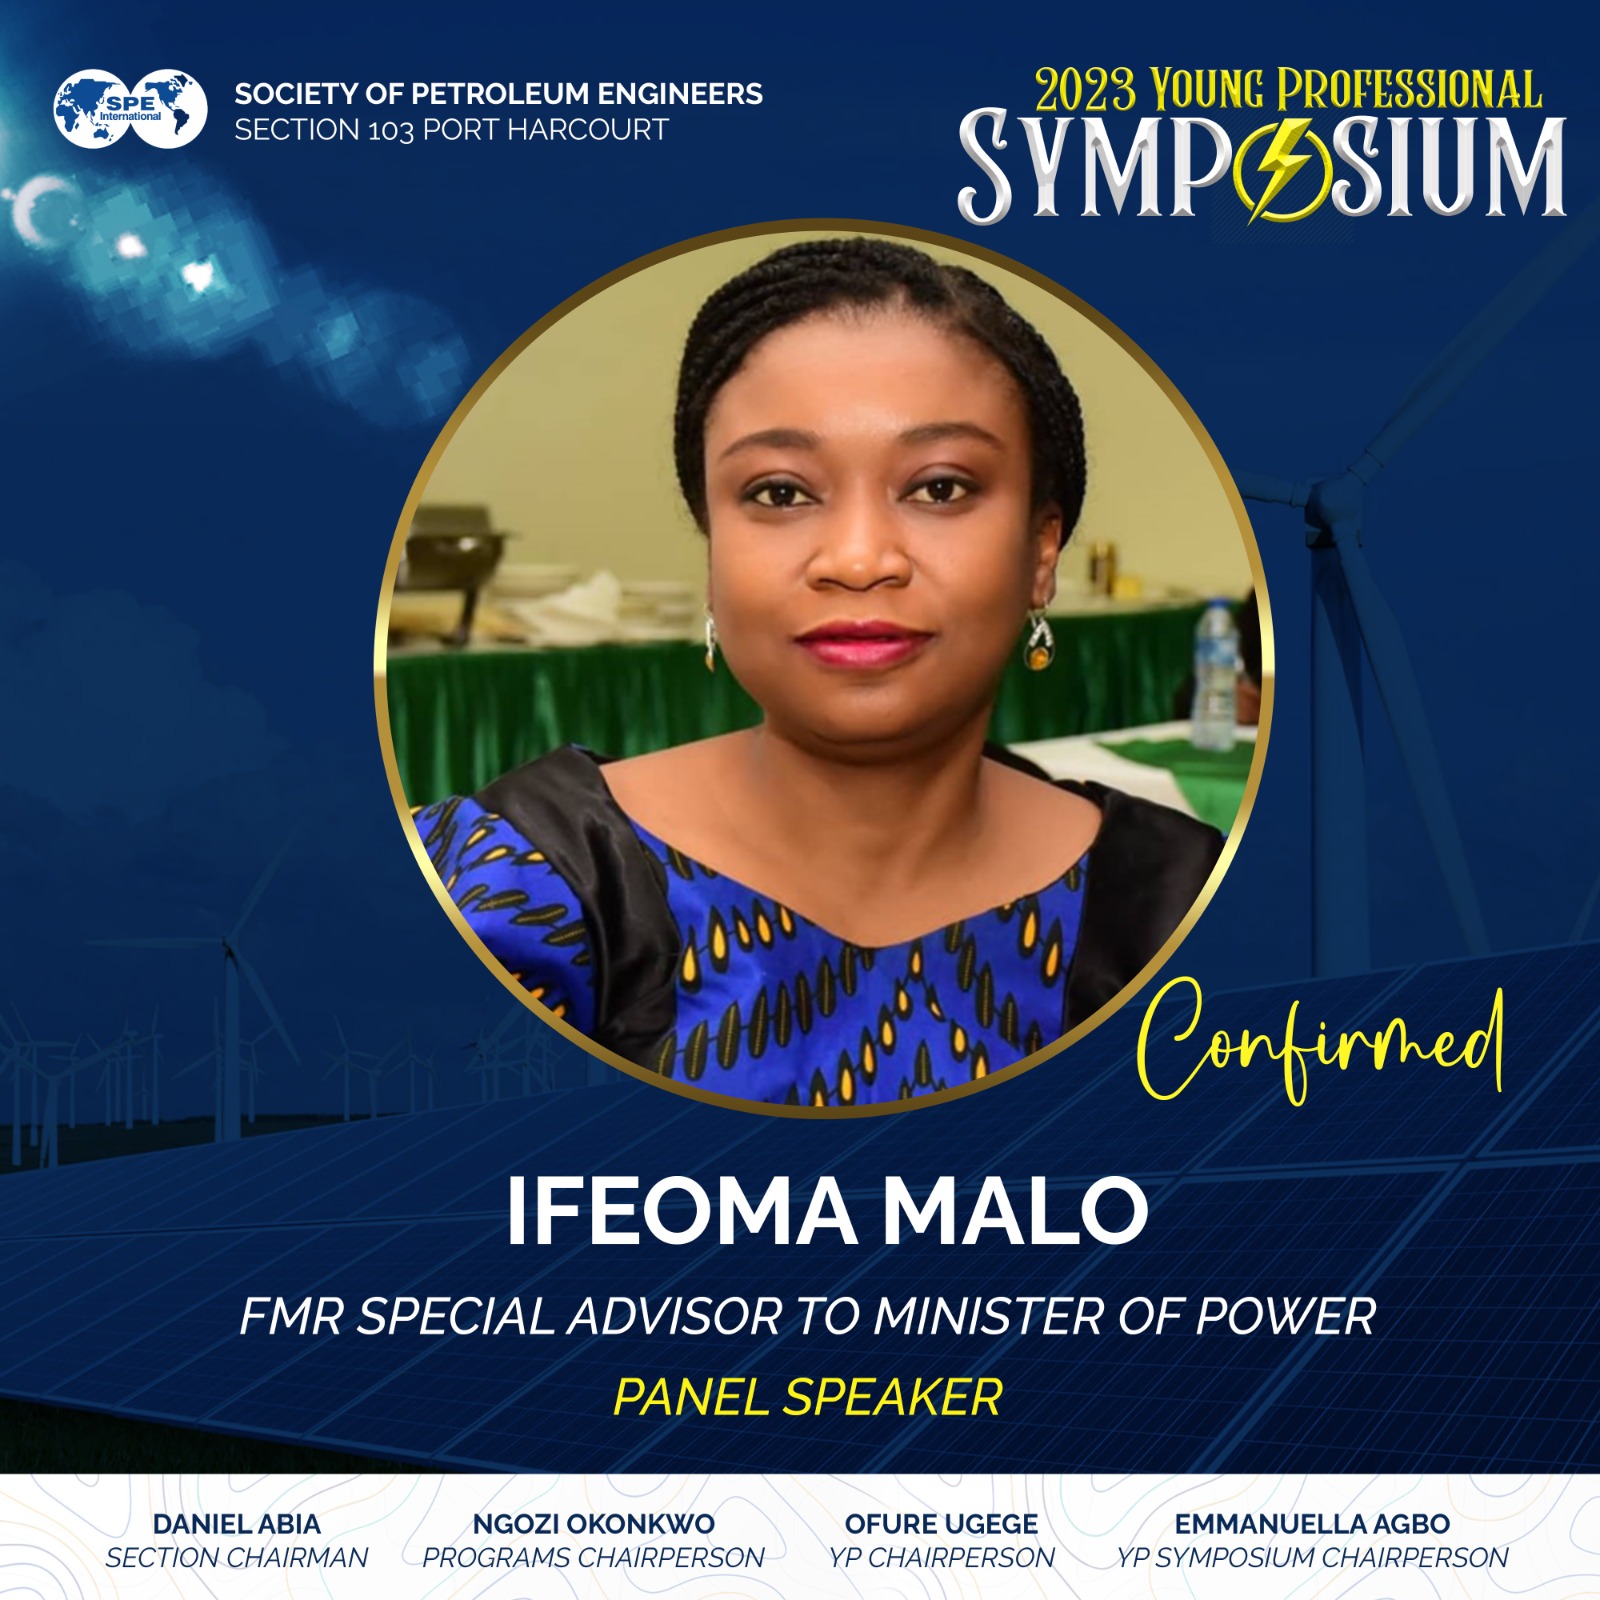 SPE
International
SOCIETY OF PETROLEUM ENGINEERS
SECTION 103 PORT HARCOURT
2023 YOUNG PROFESSIONAL
SYMPOSIUM
Confirmed
IFEOMA MALO
FMR SPECIAL ADVISOR TO MINISTER OF POWER
PANEL SPEAKER
DANIEL ABIA
SECTION CHAIRMAN
NGOZI OKONKWO
PROGRAMS CHAIRPERSON
OFURE UGEGE
YP CHAIRPERSON
EMMANUELLA AGBO
YP SYMPOSIUM CHAIRPERSON